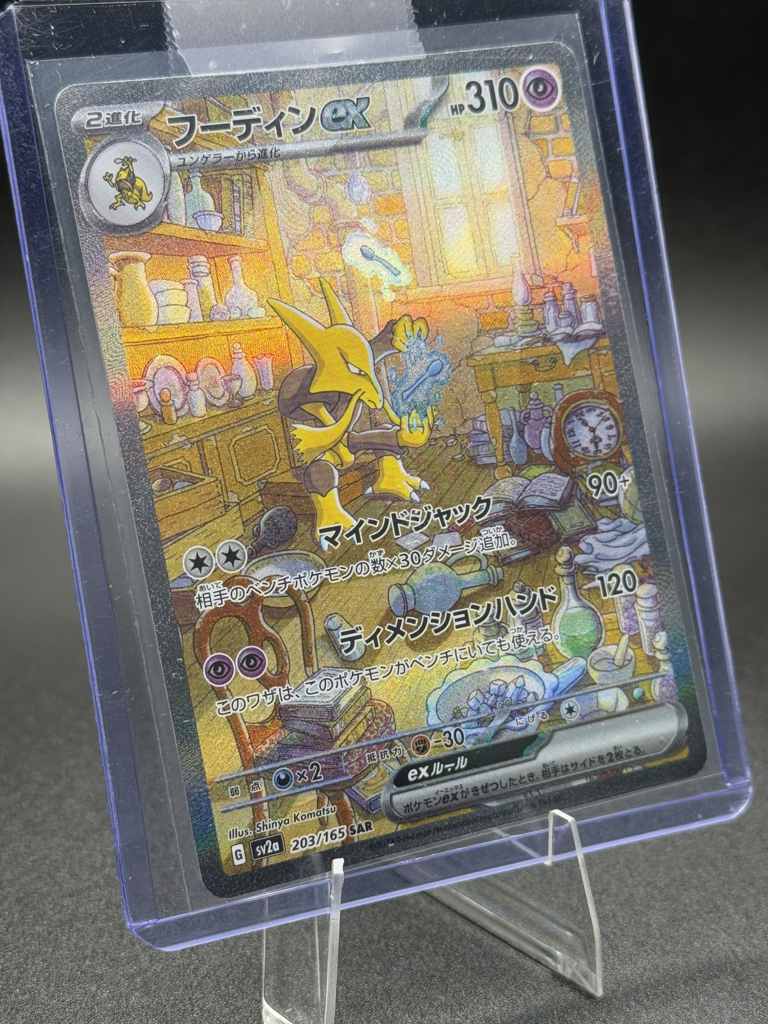 2進化
フーディンex
HP 310
ユンゲラーから進化
マインドジャック 90+
相手のベンチポケモンの数×30ダメージ追加。
ディメンションハンド 120
このワザは、このポケモンがベンチにいても使える。
弱点 ×2 抵抗力 -30 にげる
exルール
ポケモンexがきぜつしたとき、相手はサイドを2枚とる。
Illus. Shinya Komatsu
G sv2a 203/165 SAR